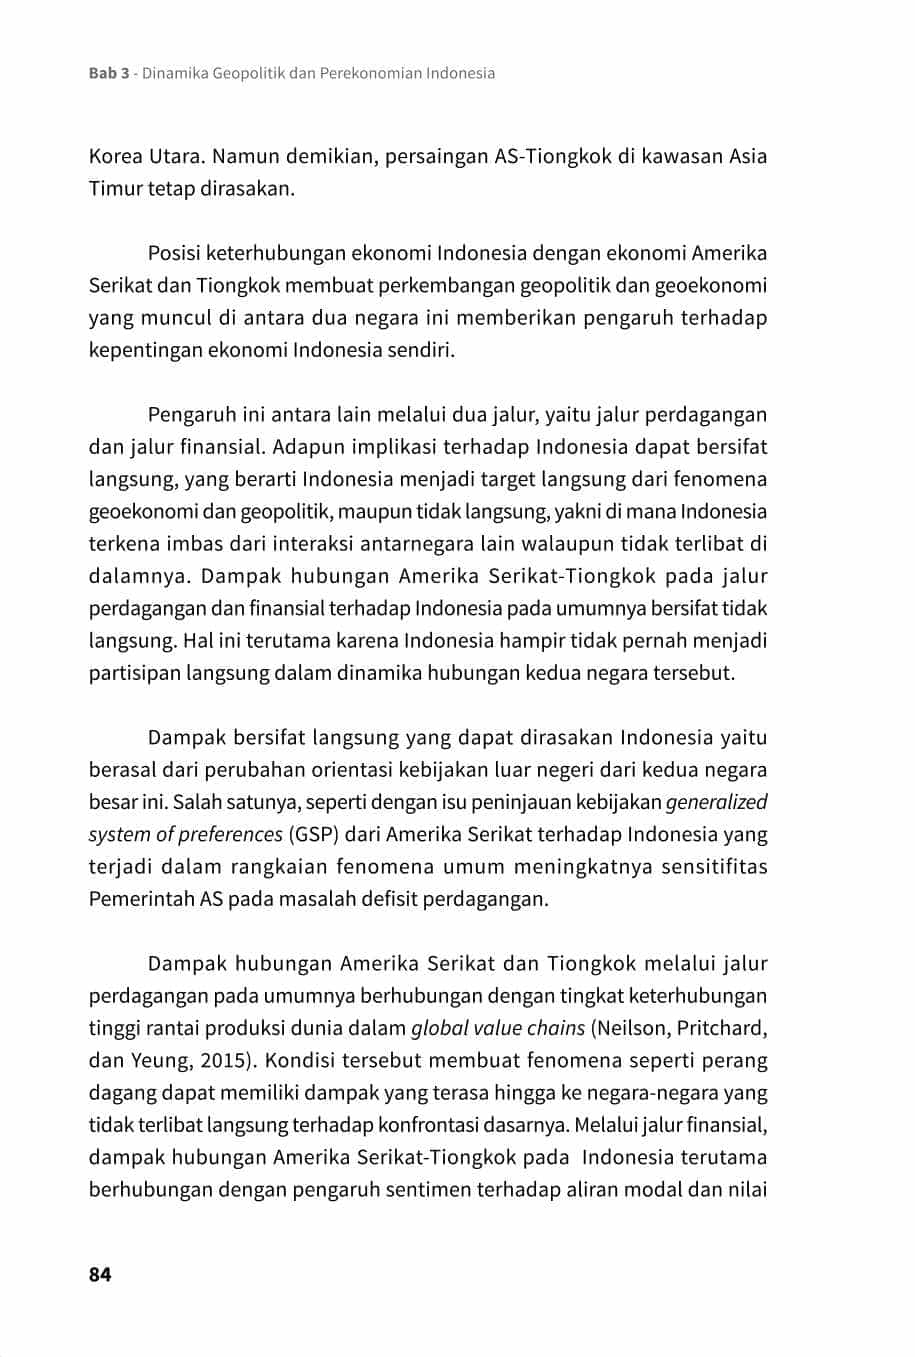 Bab 3 - Dinamika Geopolitik dan Perekonomian Indonesia
Korea Utara. Namun demikian, persaingan AS-Tiongkok di kawasan Asia
Timur tetap dirasakan.
Posisi keterhubungan ekonomi Indonesia dengan ekonomi Amerika
Serikat dan Tiongkok membuat perkembangan geopolitik dan geoekonomi
yang muncul di antara dua negara ini memberikan pengaruh terhadap
kepentingan ekonomi Indonesia sendiri.
Pengaruh ini antara lain melalui dua jalur, yaitu jalur perdagangan
dan jalur finansial. Adapun implikasi terhadap Indonesia dapat bersifat
langsung, yang berarti Indonesia menjadi target langsung dari fenomena
geoekonomi dan geopolitik, maupun tidak langsung, yakni di mana Indonesia
terkena imbas dari interaksi antarnegara lain walaupun tidak terlibat di
dalamnya. Dampak hubungan Amerika Serikat-Tiongkok pada jalur
perdagangan dan finansial terhadap Indonesia pada umumnya bersifat tidak
langsung. Hal ini terutama karena Indonesia hampir tidak pernah menjadi
partisipan langsung dalam dinamika hubungan kedua negara tersebut.
Dampak bersifat langsung yang dapat dirasakan Indonesia yaitu
berasal dari perubahan orientasi kebijakan luar negeri dari kedua negara
besar ini. Salah satunya, seperti dengan isu peninjauan kebijakan generalized
system of preferences (GSP) dari Amerika Serikat terhadap Indonesia yang
terjadi dalam rangkaian fenomena umum meningkatnya sensitifitas
Pemerintah AS pada masalah defisit perdagangan.
Dampak hubungan Amerika Serikat dan Tiongkok melalui jalur
perdagangan pada umumnya berhubungan dengan tingkat keterhubungan
tinggi rantai produksi dunia dalam global value chains (Neilson, Pritchard,
dan Yeung, 2015). Kondisi tersebut membuat fenomena seperti perang
dagang dapat memiliki dampak yang terasa hingga ke negara-negara yang
tidak terlibat langsung terhadap konfrontasi dasarnya. Melalui jalur finansial,
dampak hubungan Amerika Serikat-Tiongkok pada Indonesia terutama
berhubungan dengan pengaruh sentimen terhadap aliran modal dan nilai
84